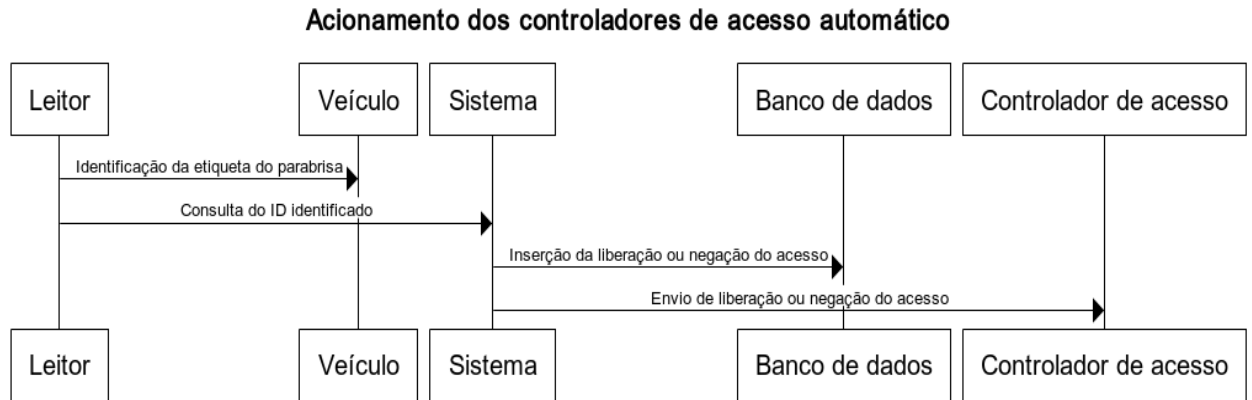 Acionamento dos controladores de acesso automático
Leitor
Veículo
Sistema
Banco de dados
Controlador de acesso
Identificação da etiqueta do parabrisa
Consulta do ID identificado
Inserção da liberação ou negação do acesso
Envio de liberação ou negação do acesso
Leitor
Veículo
Sistema
Banco de dados
Controlador de acesso